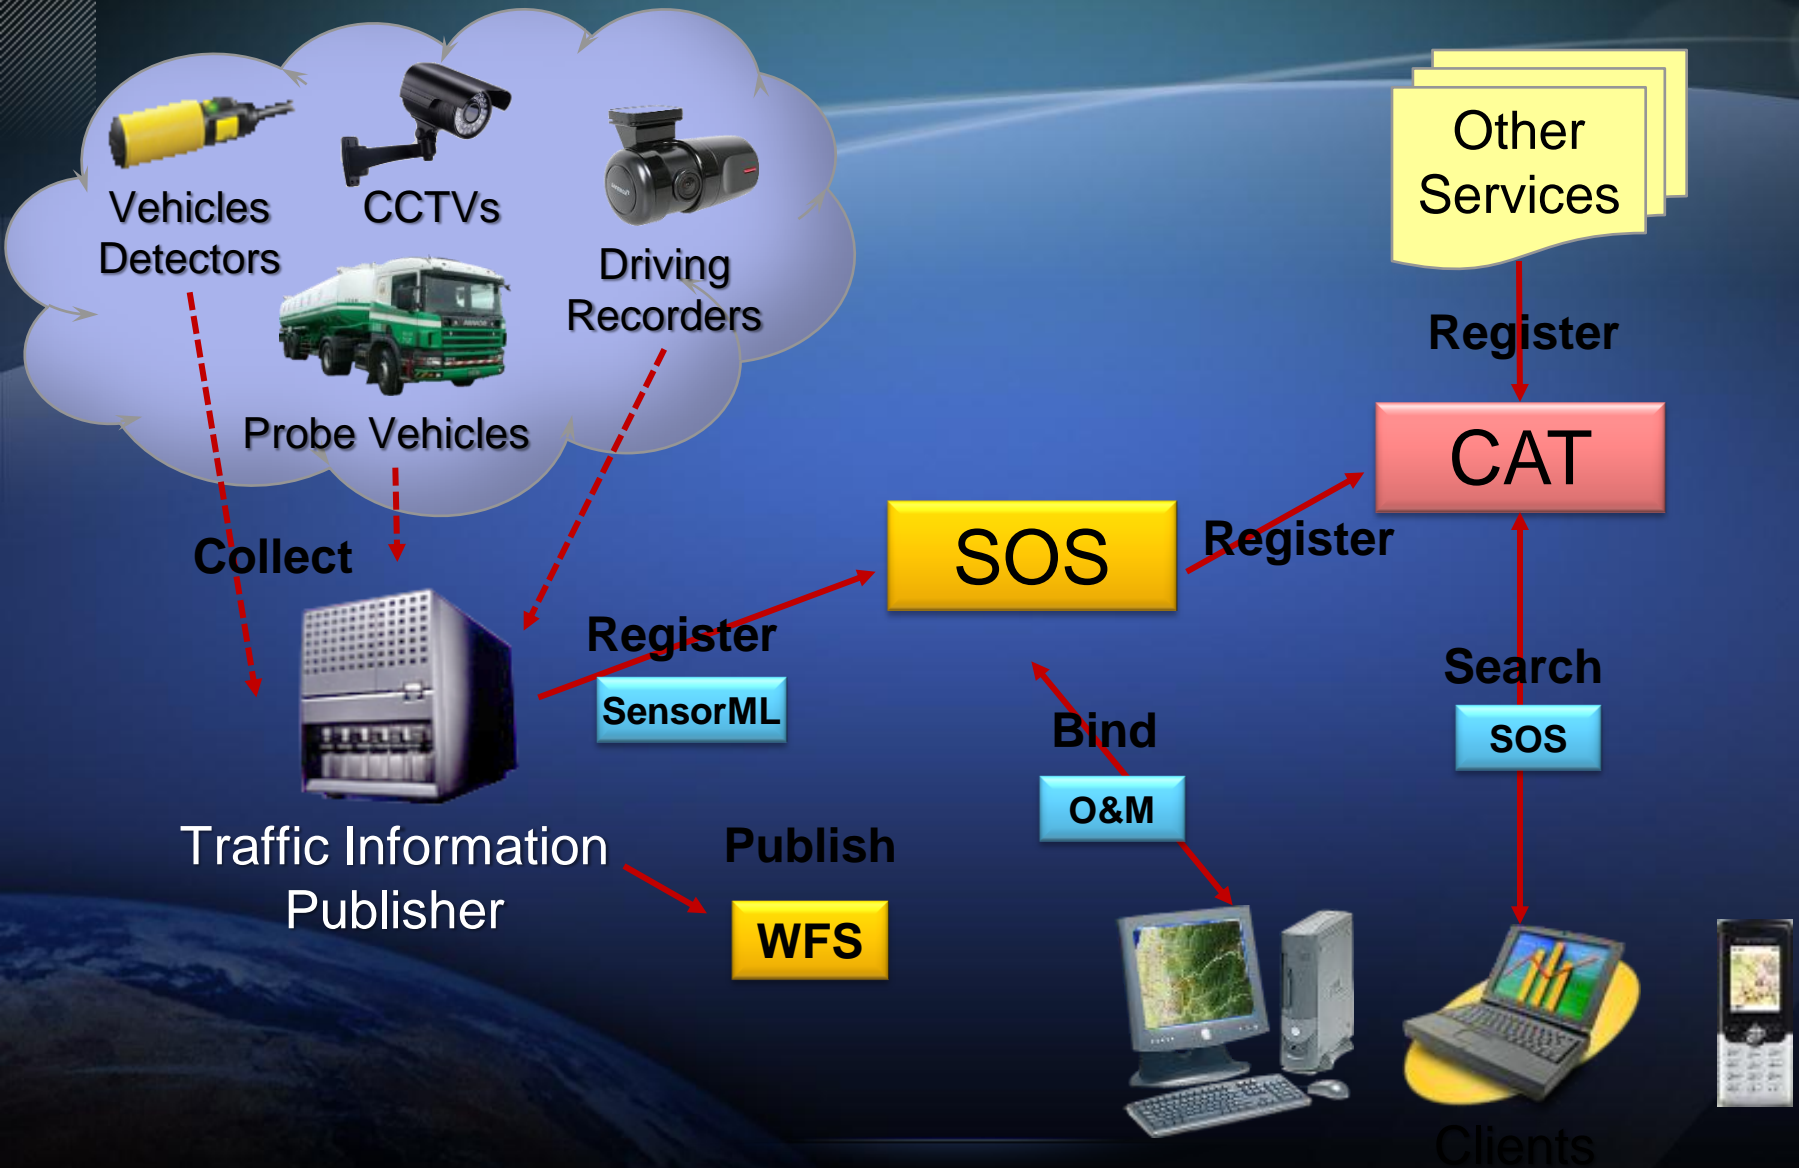 Vehicles
Detectors
CCTVs
Driving
Recorders
Probe Vehicles
Other
Services
Register
CAT
Collect
SOS
Register
Register
SensorML
Search
SOS
Bind
O&M
Traffic Information
Publisher
Publish
WFS
Clients